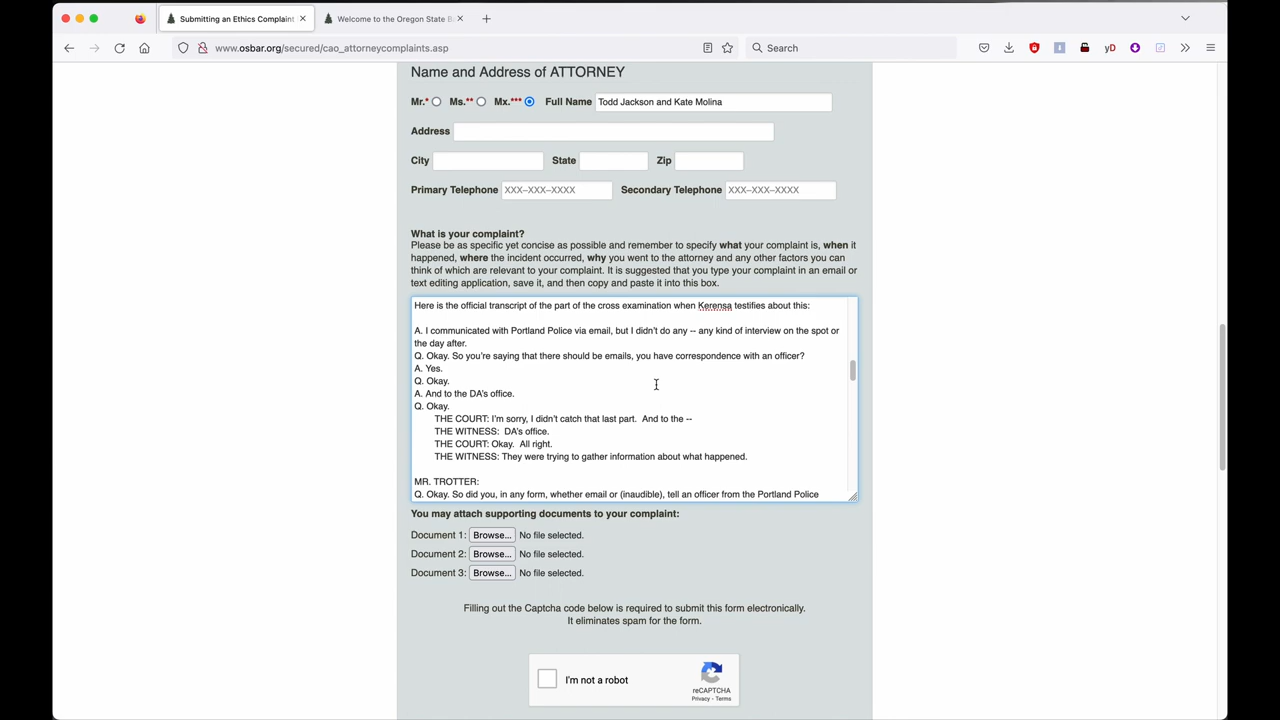 Submitting an Ethics Complaint
Welcome to the Oregon State B
www.osbar.org/secured/cao_attorneycomplaints.asp
Search
yD
Name and Address of ATTORNEY
Mr.* Ms.** Mx.*** Full Name Todd Jackson and Kate Molina
Address
City State Zip
Primary Telephone XXX-XXX-XXXX Secondary Telephone XXX-XXX-XXXX
What is your complaint?
Please be as specific yet concise as possible and remember to specify what your complaint is, when it
happened, where the incident occurred, why you went to the attorney and any other factors you can
think of which are relevant to your complaint. It is suggested that you type your complaint in an email or
text editing application, save it, and then copy and paste it into this box.
Here is the official transcript of the part of the cross examination when Kerensa testifies about this:
A. I communicated with Portland Police via email, but I didn't do any -- any kind of interview on the spot or
the day after.
Q. Okay. So you're saying that there should be emails, you have correspondence with an officer?
A. Yes.
Q. Okay.
A. And to the DA's office.
Q. Okay.
THE COURT: I'm sorry, I didn't catch that last part. And to the --
THE WITNESS: DA's office.
THE COURT: Okay. All right.
THE WITNESS: They were trying to gather information about what happened.
MR. TROTTER:
Q. Okay. So did you, in any form, whether email or (inaudible), tell an officer from the Portland Police
You may attach supporting documents to your complaint:
Document 1: Browse... No file selected.
Document 2: Browse... No file selected.
Document 3: Browse... No file selected.
Filling out the Captcha code below is required to submit this form electronically.
It eliminates spam for the form.
I'm not a robot
reCAPTCHA
Privacy - Terms